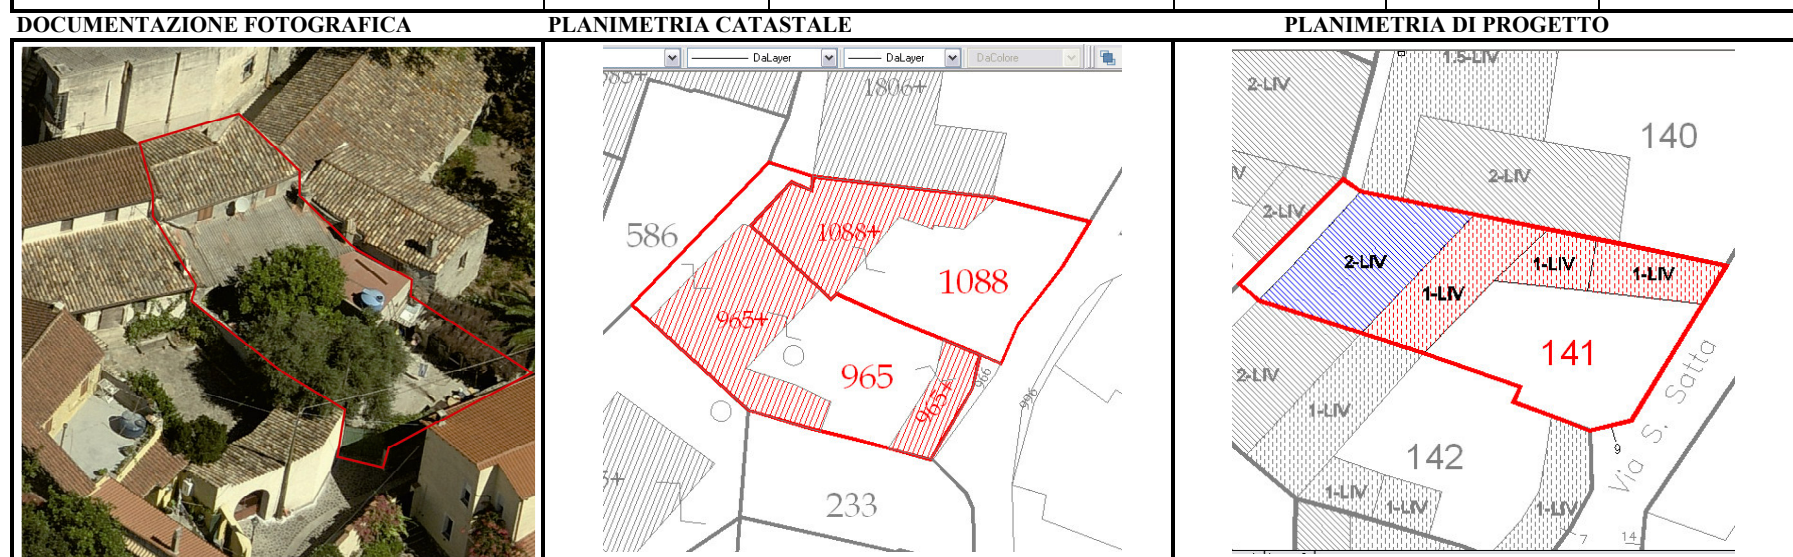 DOCUMENTAZIONE FOTOGRAFICA
PLANIMETRIA CATASTALE
PLANIMETRIA DI PROGETTO
DaLayer
DaLayer
DaColore
1806+
586
1088+
1088
965+
965
965+
966
996
233
1.5-LIV
2-LIV
140
2-LIV
2-LIV
2-LIV
1-LIV
1-LIV
1-LIV
141
2-LIV
1-LIV
142
Via S. Satta
9
1-LIV
1-LIV
1-LIV
7
14